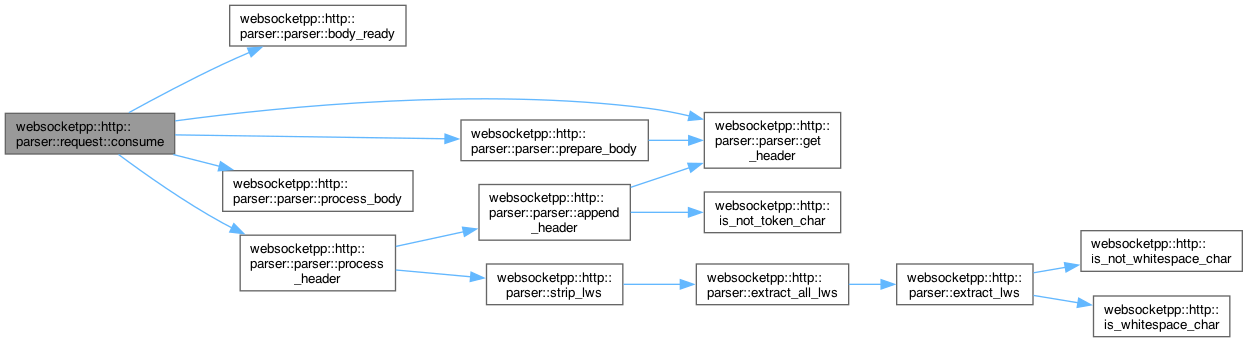 websocketpp::http::
parser::parser::body_ready
websocketpp::http::
parser::request::consume
websocketpp::http::
parser::parser::get
_header
websocketpp::http::
parser::parser::prepare_body
websocketpp::http::
parser::parser::process_body
websocketpp::http::
parser::parser::append
_header
websocketpp::http::
is_not_token_char
websocketpp::http::
parser::parser::process
_header
websocketpp::http::
parser::strip_lws
websocketpp::http::
parser::extract_all_lws
websocketpp::http::
parser::extract_lws
websocketpp::http::
is_not_whitespace_char
websocketpp::http::
is_whitespace_char